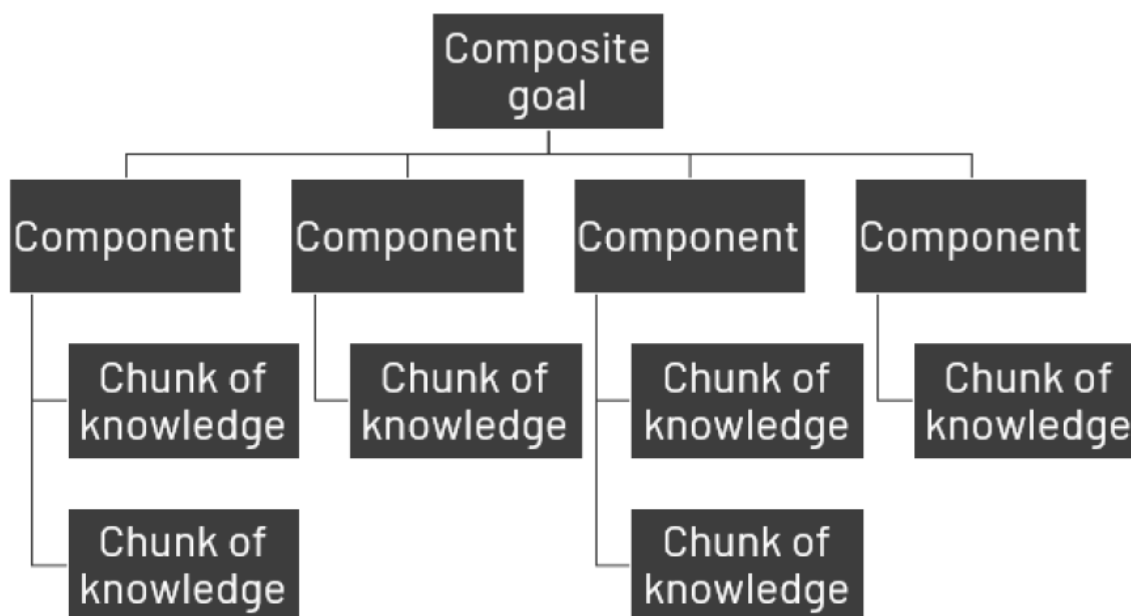 Composite
goal
Component
Component
Component
Component
Chunk of
knowledge
Chunk of
knowledge
Chunk of
knowledge
Chunk of
knowledge
Chunk of
knowledge
Chunk of
knowledge